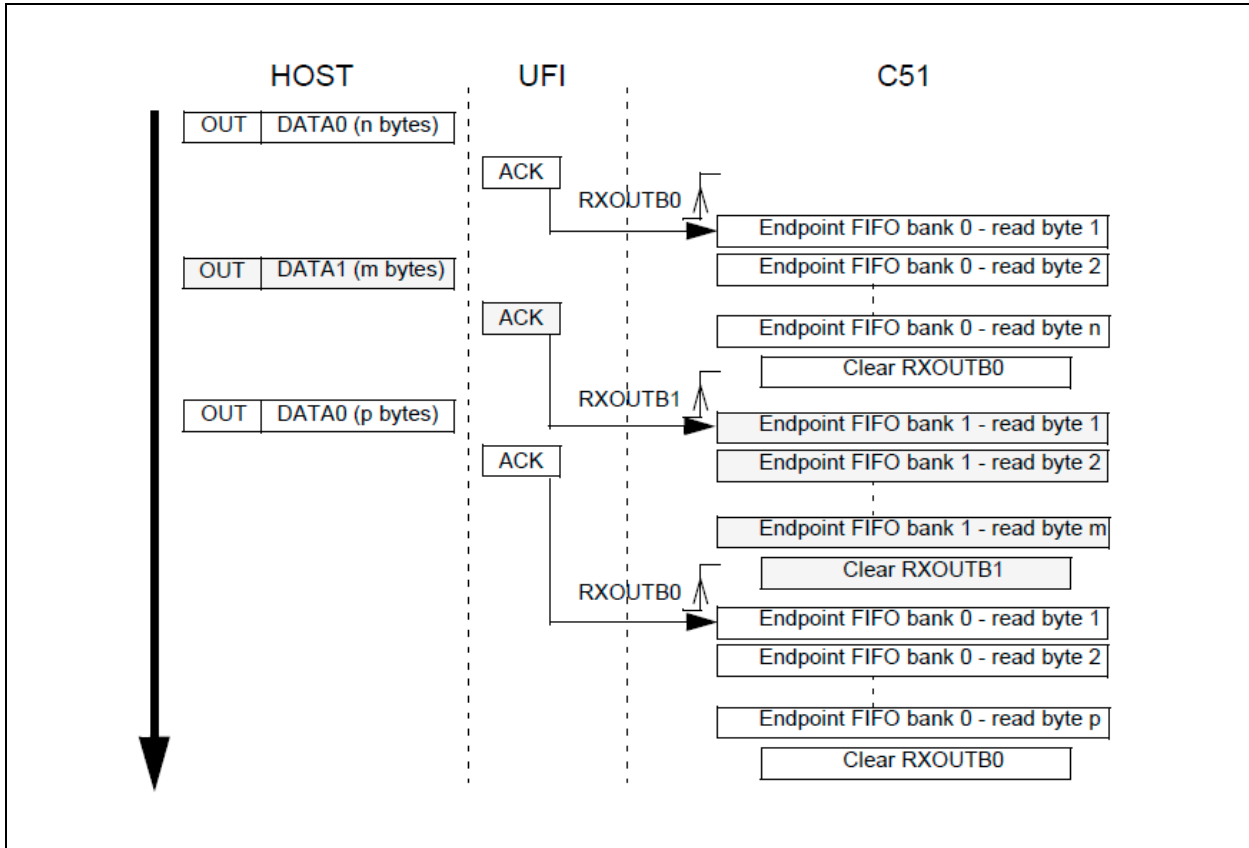 HOST UFI C51
OUT DATA0 (n bytes)
ACK
RXOUTB0
Endpoint FIFO bank 0 - read byte 1
OUT DATA1 (m bytes)
Endpoint FIFO bank 0 - read byte 2
ACK
Endpoint FIFO bank 0 - read byte n
Clear RXOUTB0
RXOUTB1
OUT DATA0 (p bytes)
Endpoint FIFO bank 1 - read byte 1
ACK
Endpoint FIFO bank 1 - read byte 2
Endpoint FIFO bank 1 - read byte m
Clear RXOUTB1
RXOUTB0
Endpoint FIFO bank 0 - read byte 1
Endpoint FIFO bank 0 - read byte 2
Endpoint FIFO bank 0 - read byte p
Clear RXOUTB0